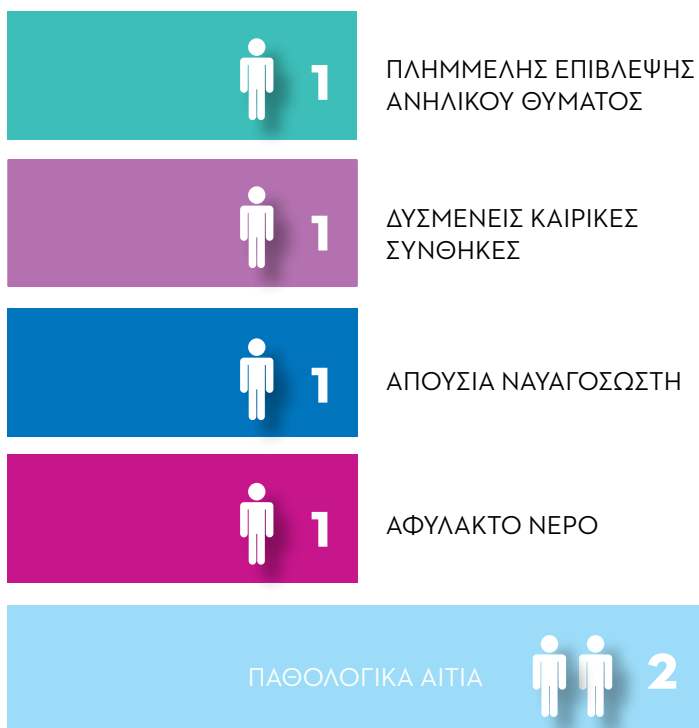 1
ΠΛΗΜΜΕΛΗΣ ΕΠΙΒΛΕΨΗΣ
ΑΝΗΛΙΚΟΥ ΘΥΜΑΤΟΣ
1
ΔΥΣΜΕΝΕΙΣ ΚΑΙΡΙΚΕΣ
ΣΥΝΘΗΚΕΣ
1
ΑΠΟΥΣΙΑ ΝΑΥΑΓΟΣΩΣΤΗ
1
ΑΦΥΛΑΚΤΟ ΝΕΡΟ
ΠΑΘΟΛΟΓΙΚΑ ΑΙΤΙΑ
2